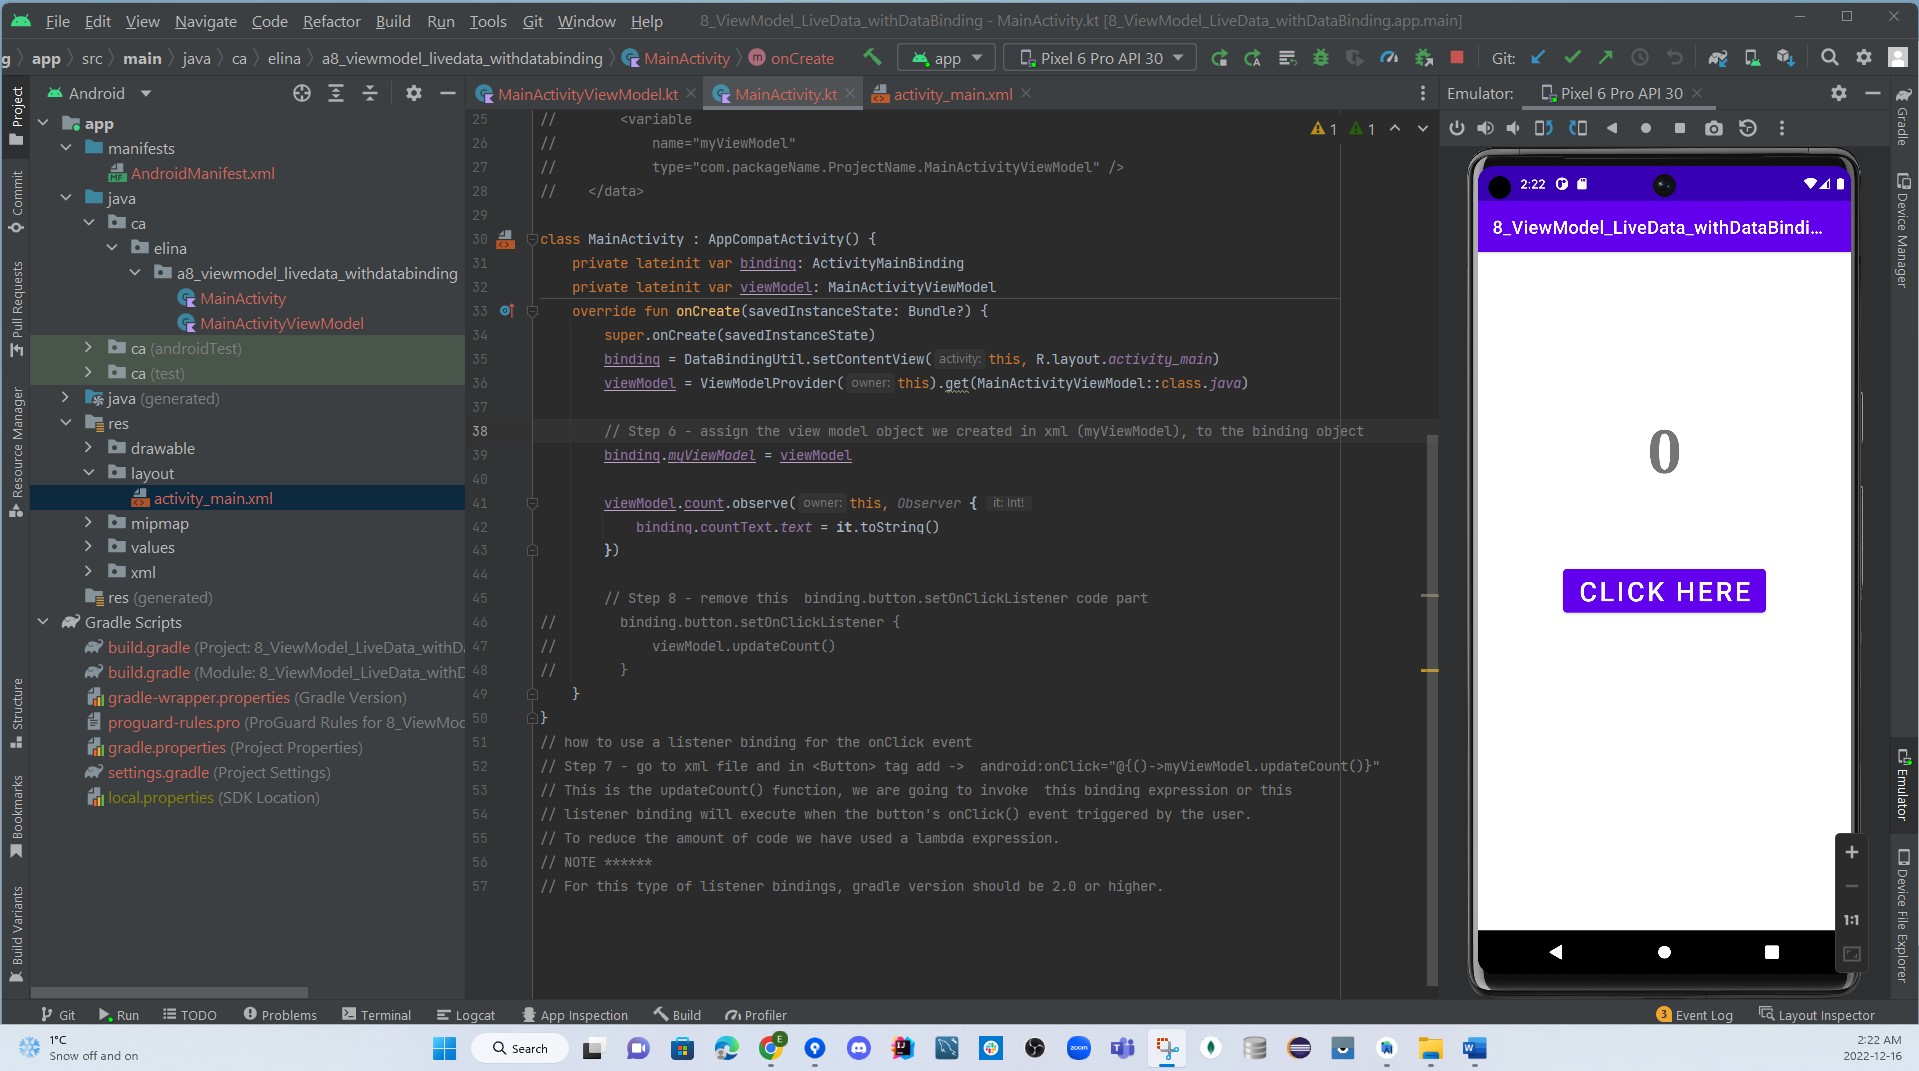 File Edit View Navigate Code Refactor Build Run Tools Git Window Help 8_ViewModel_LiveData_withDataBinding - MainActivity.kt [8_ViewModel_LiveData_withDataBinding.app.main]
app src main java ca elina a8_viewmodel_livedata_withdatabinding MainActivity onCreate app Pixel 6 Pro API 30 Git:
Android
MainActivityViewModel.kt MainActivity.kt activity_main.xml
Emulator: Pixel 6 Pro API 30
Project
Commit
Pull Requests
Resource Manager
Structure
Bookmarks
Build Variants
app
manifests
AndroidManifest.xml
java
ca
elina
a8_viewmodel_livedata_withdatabinding
MainActivity
MainActivityViewModel
ca (androidTest)
ca (test)
java (generated)
res
drawable
layout
activity_main.xml
mipmap
values
xml
res (generated)
Gradle Scripts
build.gradle (Project: 8_ViewModel_LiveData_withD
build.gradle (Module: 8_ViewModel_LiveData_withD
gradle-wrapper.properties (Gradle Version)
proguard-rules.pro (ProGuard Rules for 8_ViewMod
gradle.properties (Project Properties)
settings.gradle (Project Settings)
local.properties (SDK Location)
1 1
25 // <variable
26 // name="myViewModel"
27 // type="com.packageName.ProjectName.MainActivityViewModel" />
28 // </data>
29
30 class MainActivity : AppCompatActivity() {
31 private lateinit var binding: ActivityMainBinding
32 private lateinit var viewModel: MainActivityViewModel
33 override fun onCreate(savedInstanceState: Bundle?) {
34 super.onCreate(savedInstanceState)
35 binding = DataBindingUtil.setContentView( activity: this, R.layout.activity_main)
36 viewModel = ViewModelProvider( owner: this).get(MainActivityViewModel::class.java)
37
38 // Step 6 - assign the view model object we created in xml (myViewModel), to the binding object
39 binding.myViewModel = viewModel
40
41 viewModel.count.observe( owner: this, Observer { it: Int!
42 binding.countText.text = it.toString()
43 })
44
45 // Step 8 - remove this binding.button.setOnClickListener code part
46 // binding.button.setOnClickListener {
47 // viewModel.updateCount()
48 // }
49 }
50 }
51 // how to use a listener binding for the onClick event
52 // Step 7 - go to xml file and in <Button> tag add -> android:onClick="@{()->myViewModel.updateCount()}"
53 // This is the updateCount() function, we are going to invoke this binding expression or this
54 // listener binding will execute when the button's onClick() event triggered by the user.
55 // To reduce the amount of code we have used a lambda expression.
56 // NOTE ******
57 // For this type of listener bindings, gradle version should be 2.0 or higher.
2:22
8_ViewModel_LiveData_withDataBindi...
0
CLICK HERE
1:1
Gradle
Device Manager
Emulator
Device File Explorer
Git Run TODO Problems Terminal Logcat App Inspection Build Profiler 3 Event Log Layout Inspector
1°C
Snow off and on
Search
zoom
2:22 AM
2022-12-16